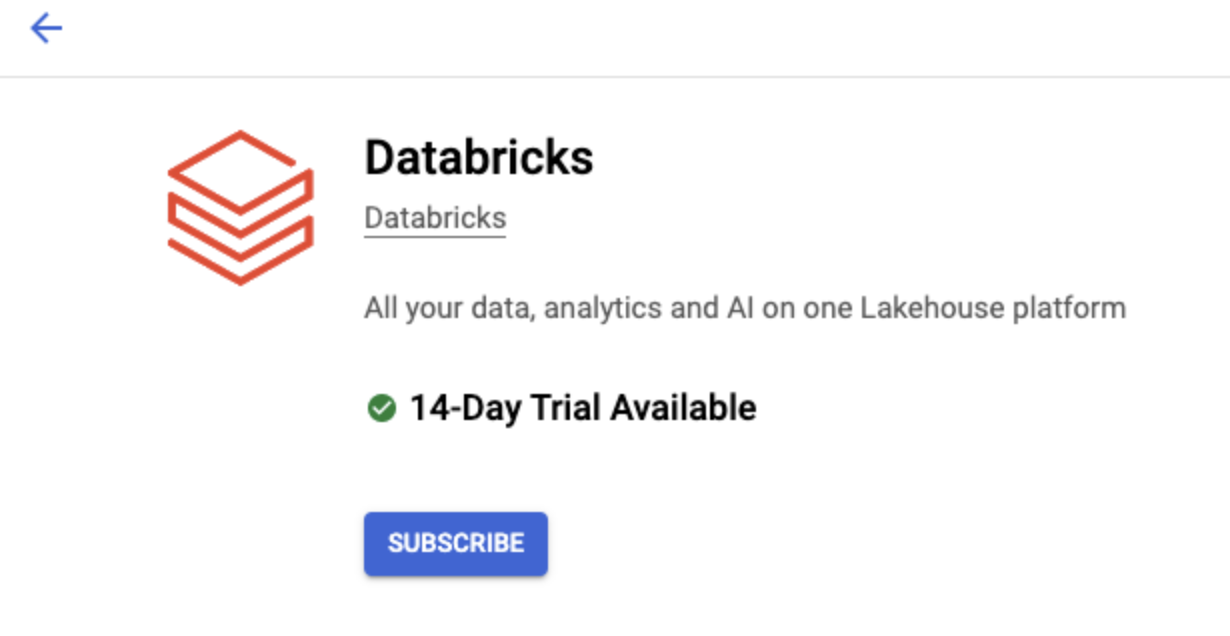 Databricks
Databricks
All your data, analytics and AI on one Lakehouse platform
14-Day Trial Available
SUBSCRIBE